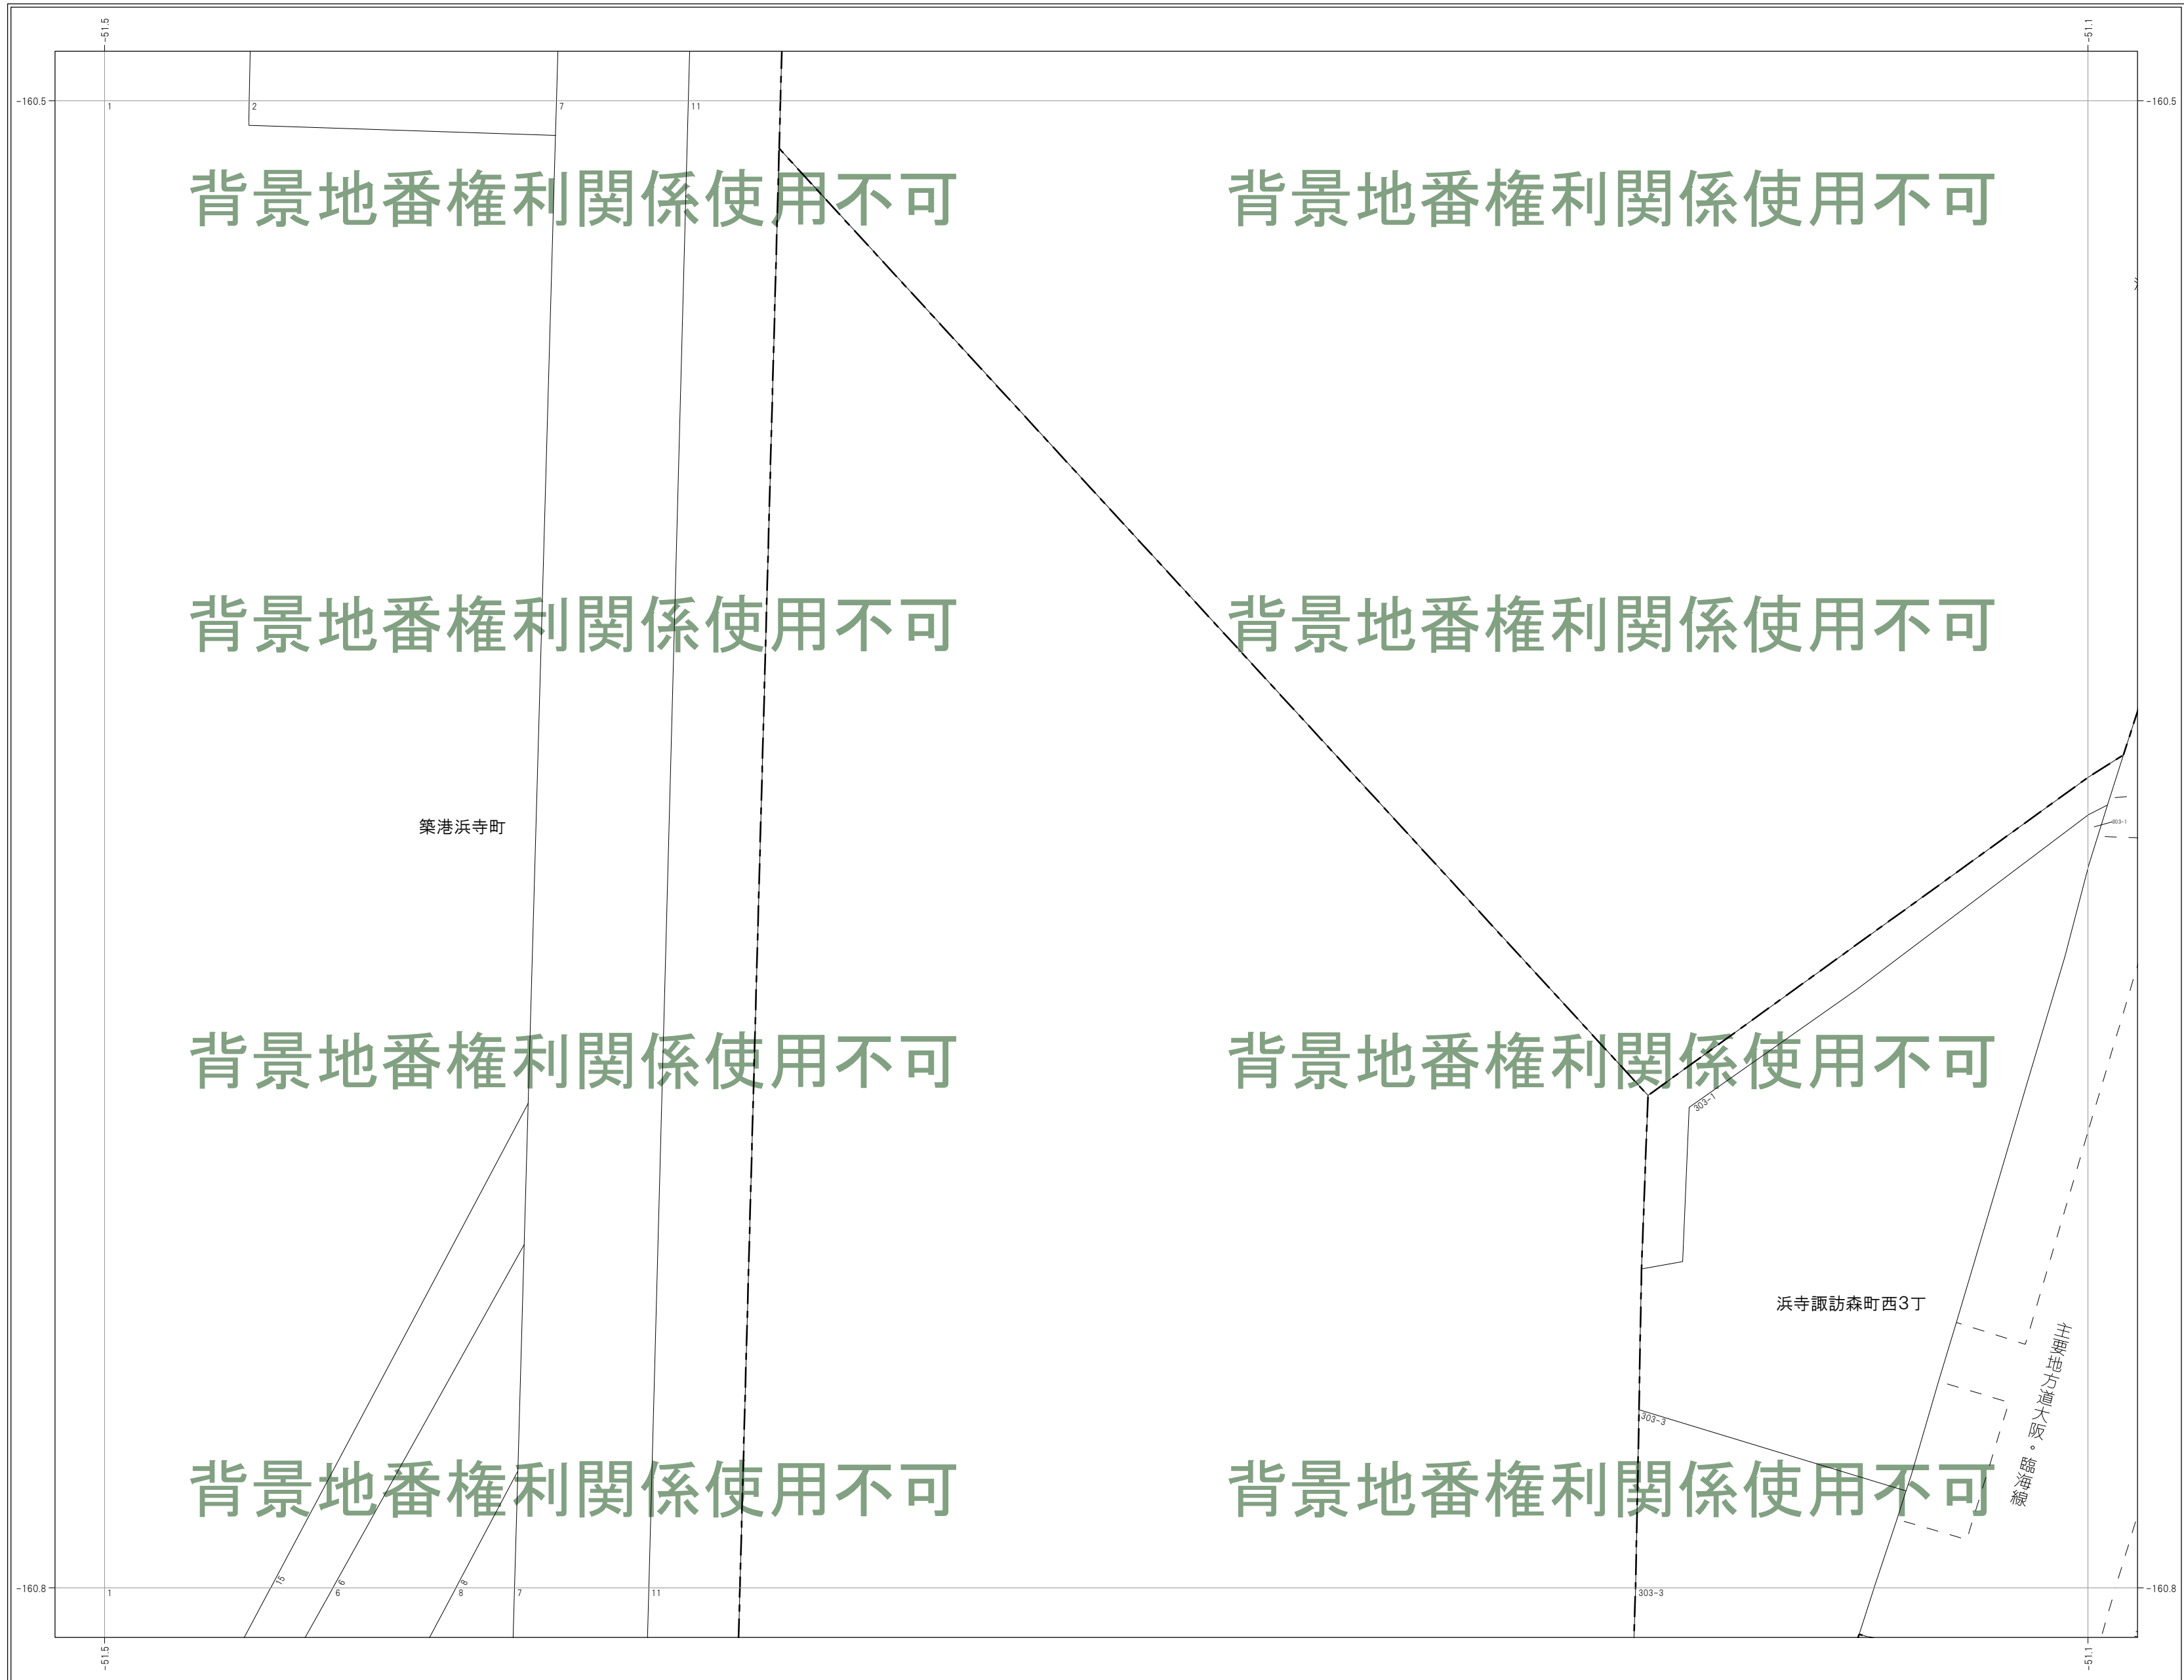 -51.5
-51.1
-160.5
-160.5
1
2
7
11
背景地番権利関係使用不可
背景地番権利関係使用不可
背景地番権利関係使用不可
背景地番権利関係使用不可
築港浜寺町
303-1
背景地番権利関係使用不可
背景地番権利関係使用不可
303-1
浜寺諏訪森町西3丁
主要地方道大阪・臨海線
303-3
背景地番権利関係使用不可
背景地番権利関係使用不可
15
6
8
-160.8
-160.8
1
6
8
7
11
303-3
-51.5
-51.1